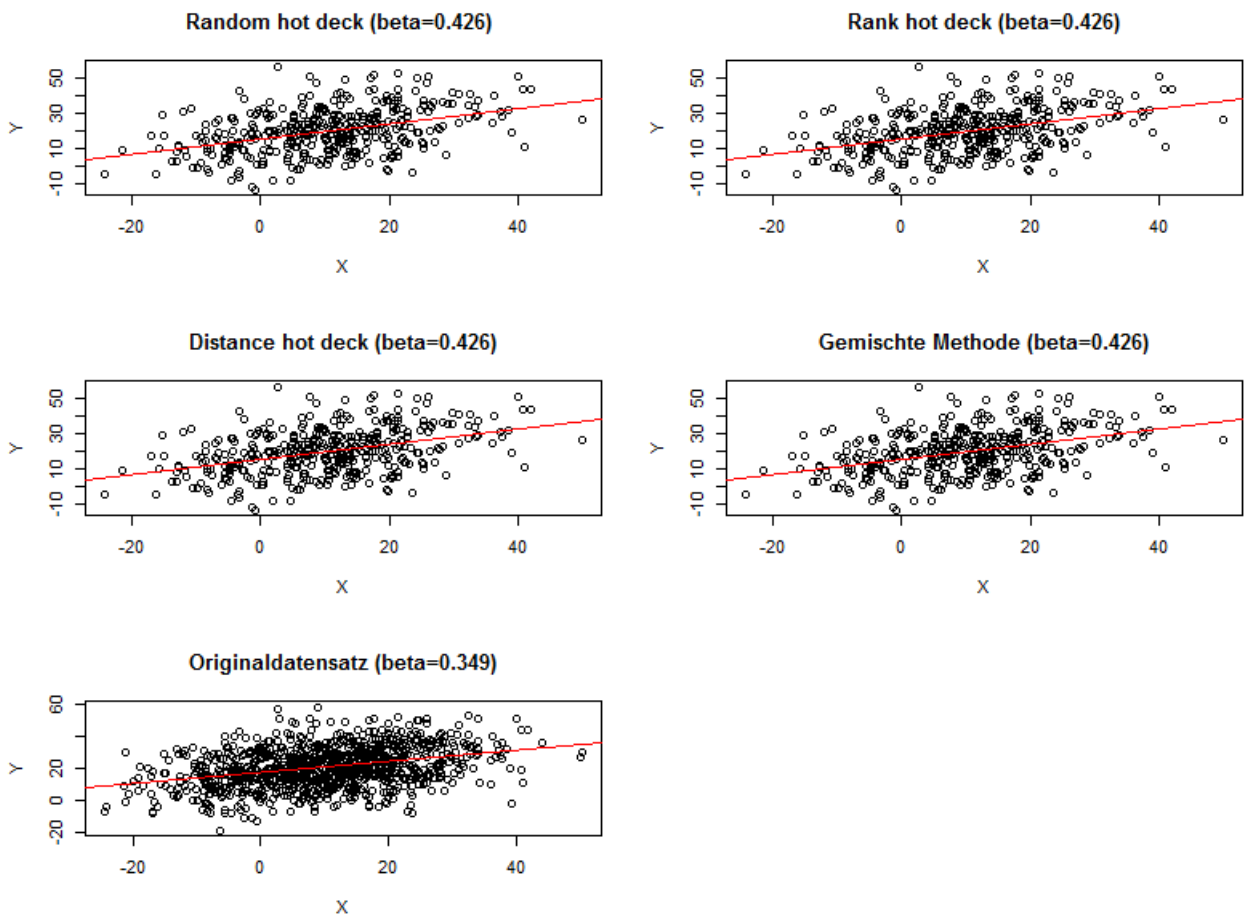 Random hot deck (beta=0.426)
Y
50
30
10
-10
-20
0
20
40
X
Rank hot deck (beta=0.426)
Y
50
30
10
-10
-20
0
20
40
X
Distance hot deck (beta=0.426)
Y
50
30
10
-10
-20
0
20
40
X
Gemischte Methode (beta=0.426)
Y
50
30
10
-10
-20
0
20
40
X
Originaldatensatz (beta=0.349)
Y
60
20
0
-20
-20
0
20
40
X